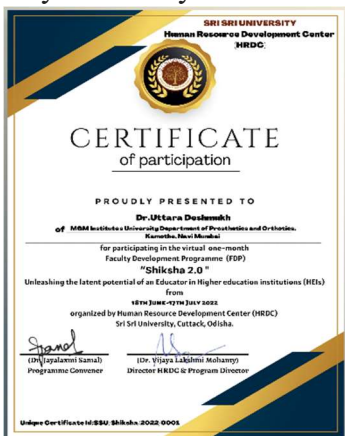 SRI SRI UNIVERSITY
Human Resource Development Center
(HRDC)
CERTIFICATE
of participation
PROUDLY PRESENTED TO
Dr.Uttara Deshmukh
of MGM Institutes University Department of Prosthetics and Orthotics,
Kamothe, Navi Mumbai
for participating in the virtual one-month
Faculty Development Programme (FDP)
"Shiksha 2.0 "
Unleashing the latent potential of an Educator in Higher education institutions (HEIs)
from
18TH JUNE-17TH JULY 2022
organized by Human Resource Development Center (HRDC)
Sri Sri University, Cuttack, Odisha.
(Dr. Jayalaxmi Samal) (Dr. Vijaya Lakshmi Mohanty)
Programme Convener Director HRDC & Program Director
Unique Certificate Id:SSU/Shiksha/2022/0001